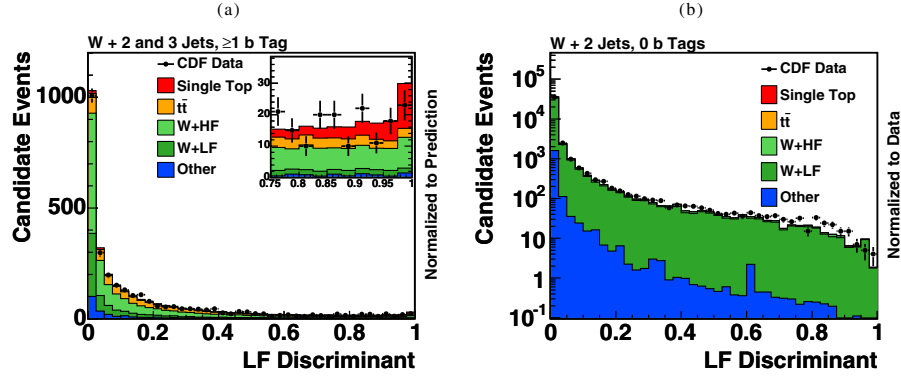 (a)
W + 2 and 3 Jets, ≥1 b Tag
Candidate Events
1000
500
0
CDF Data
Single Top
tt̄
W+HF
W+LF
Other
30
20
10
0
0.75 0.8 0.85 0.9 0.95 1
Normalized to Prediction
0 0.2 0.4 0.6 0.8 1
LF Discriminant
(b)
W + 2 Jets, 0 b Tags
Candidate Events
10⁵
10⁴
10³
10²
10
1
10⁻¹
CDF Data
Single Top
tt̄
W+HF
W+LF
Other
Normalized to Data
0 0.2 0.4 0.6 0.8 1
LF Discriminant